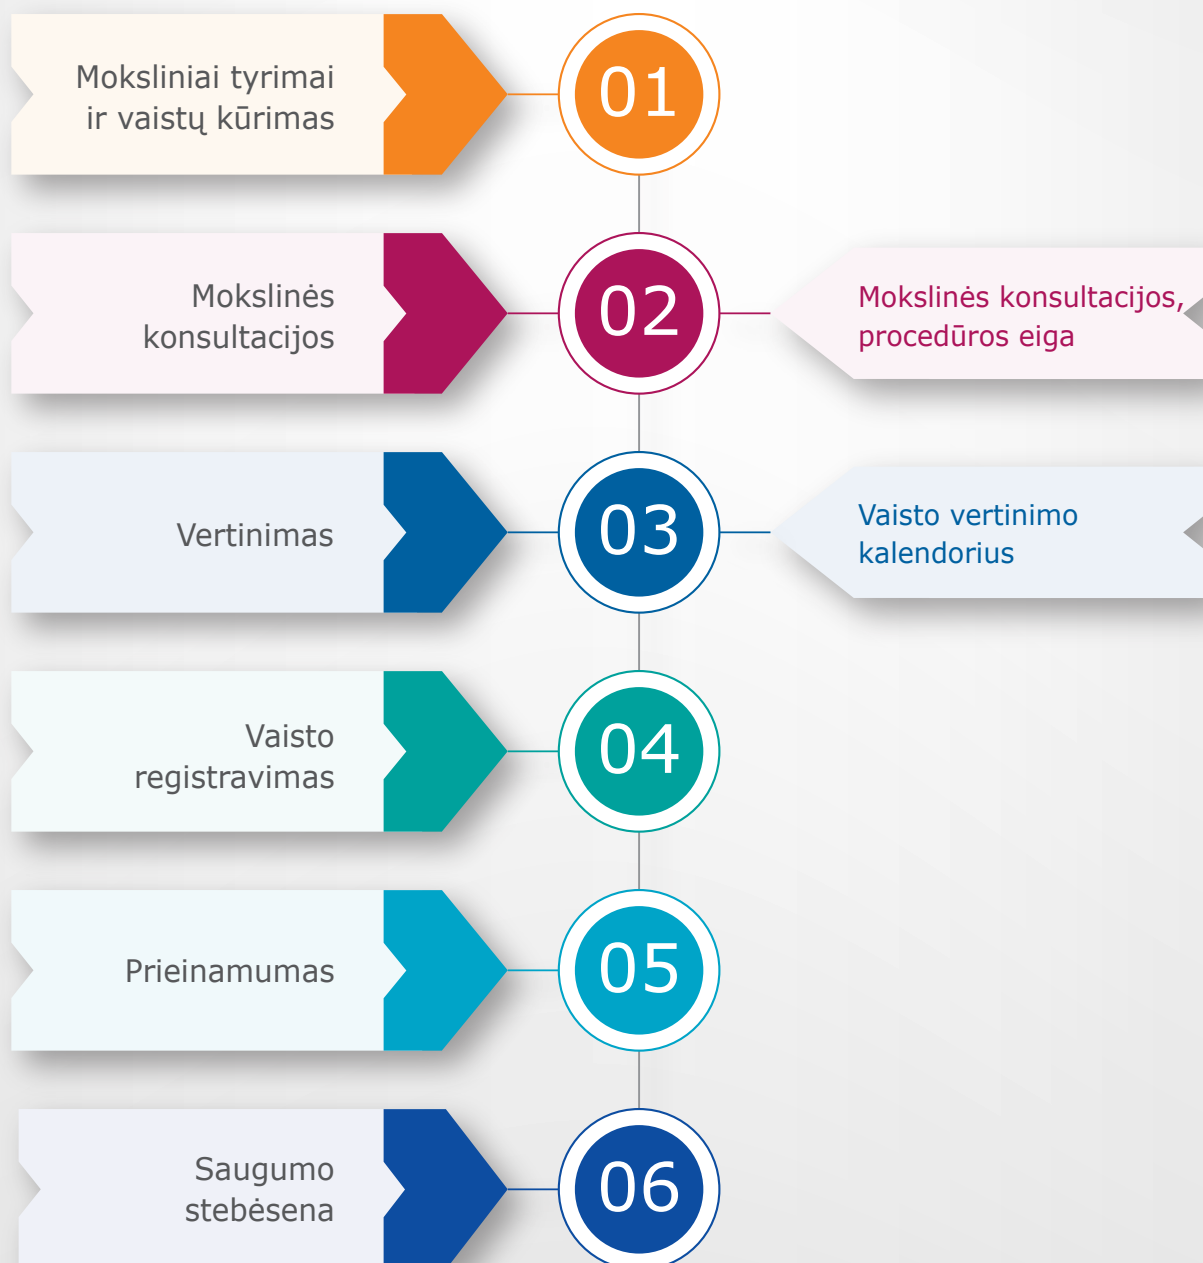 Moksliniai tyrimai
ir vaistų kūrimas
01
Mokslinės
konsultacijos
02
Mokslinės konsultacijos,
procedūros eiga
Vertinimas
03
Vaisto vertinimo
kalendorius
Vaisto
registravimas
04
Prieinamumas
05
Saugumo
stebėsena
06